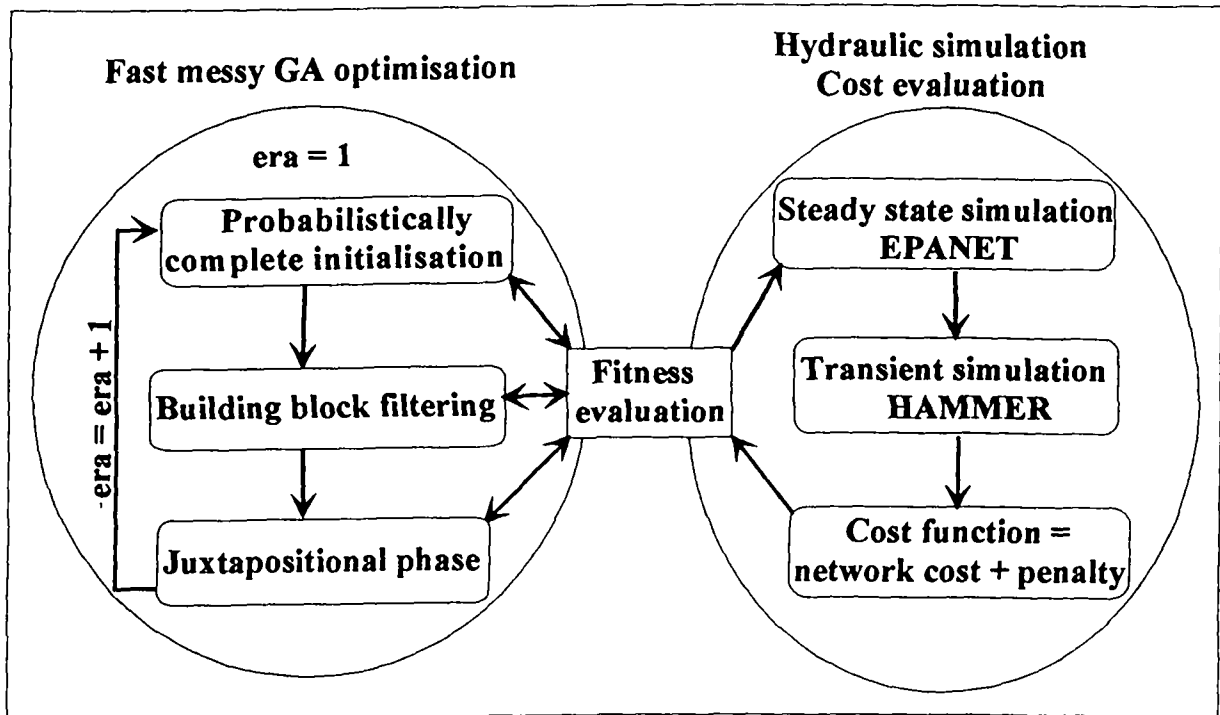 Fast messy GA optimisation
era = 1
Probabilistically
complete initialisation
Building block filtering
Juxtapositional phase
era = era + 1
Fitness
evaluation
Hydraulic simulation
Cost evaluation
Steady state simulation
EPANET
Transient simulation
HAMMER
Cost function =
network cost + penalty